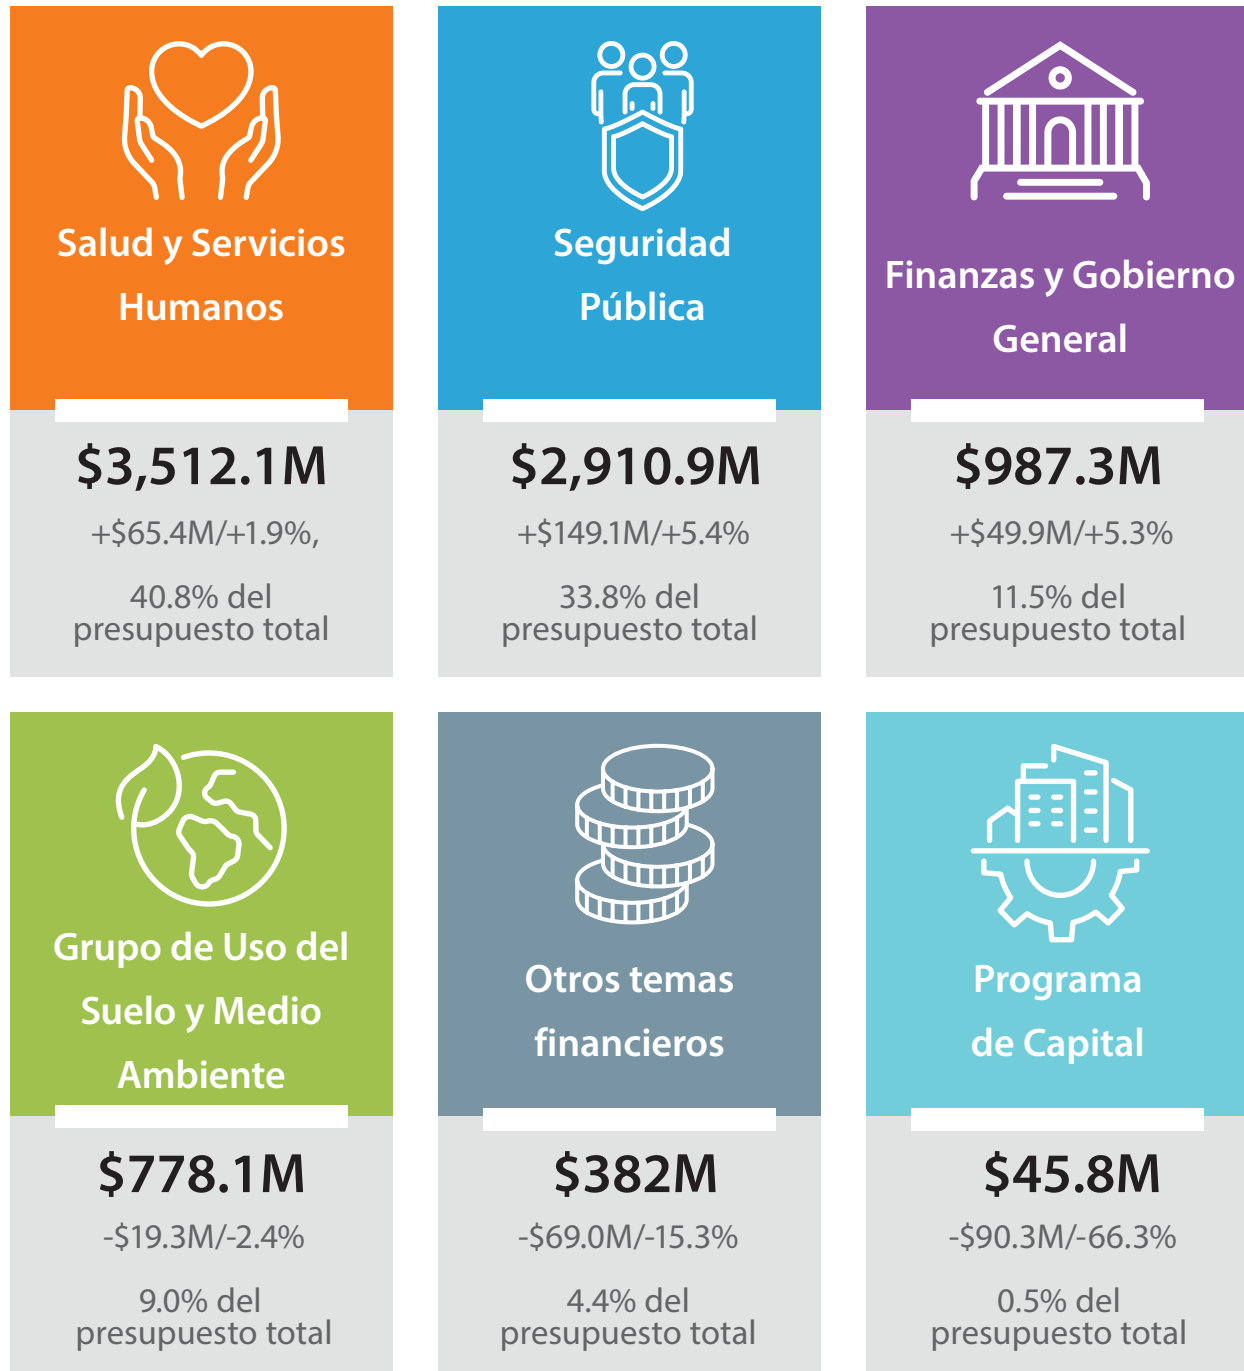 Salud y Servicios
Humanos
$3,512.1M
+$65.4M/+1.9%,
40.8% del
presupuesto total
Seguridad
Pública
$2,910.9M
+$149.1M/+5.4%
33.8% del
presupuesto total
Finanzas y Gobierno
General
$987.3M
+$49.9M/+5.3%
11.5% del
presupuesto total
Grupo de Uso del
Suelo y Medio
Ambiente
$778.1M
-$19.3M/-2.4%
9.0% del
presupuesto total
Otros temas
financieros
$382M
-$69.0M/-15.3%
4.4% del
presupuesto total
Programa
de Capital
$45.8M
-$90.3M/-66.3%
0.5% del
presupuesto total